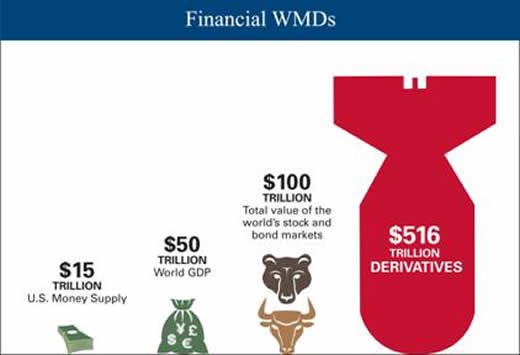 Financial WMDs
$15
TRILLION
U.S. Money Supply
$50
TRILLION
World GDP
¥ £
$ €
$100
TRILLION
Total value of the
world's stock and
bond markets
$516
TRILLION
DERIVATIVES